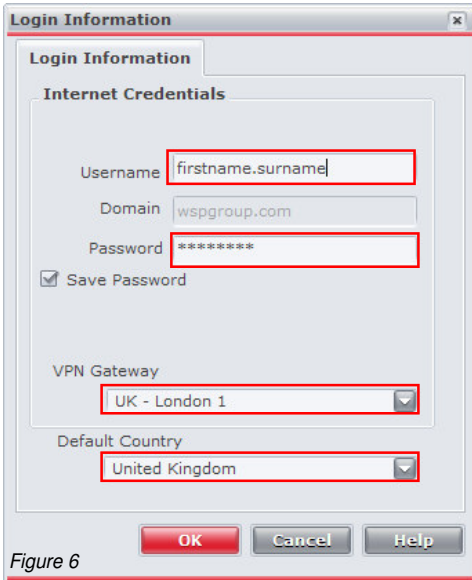 Login Information
Login Information
Internet Credentials
Username firstname.surname
Domain wspgroup.com
Password ********
Save Password
VPN Gateway
UK - London 1
Default Country
United Kingdom
OK Cancel Help
Figure 6